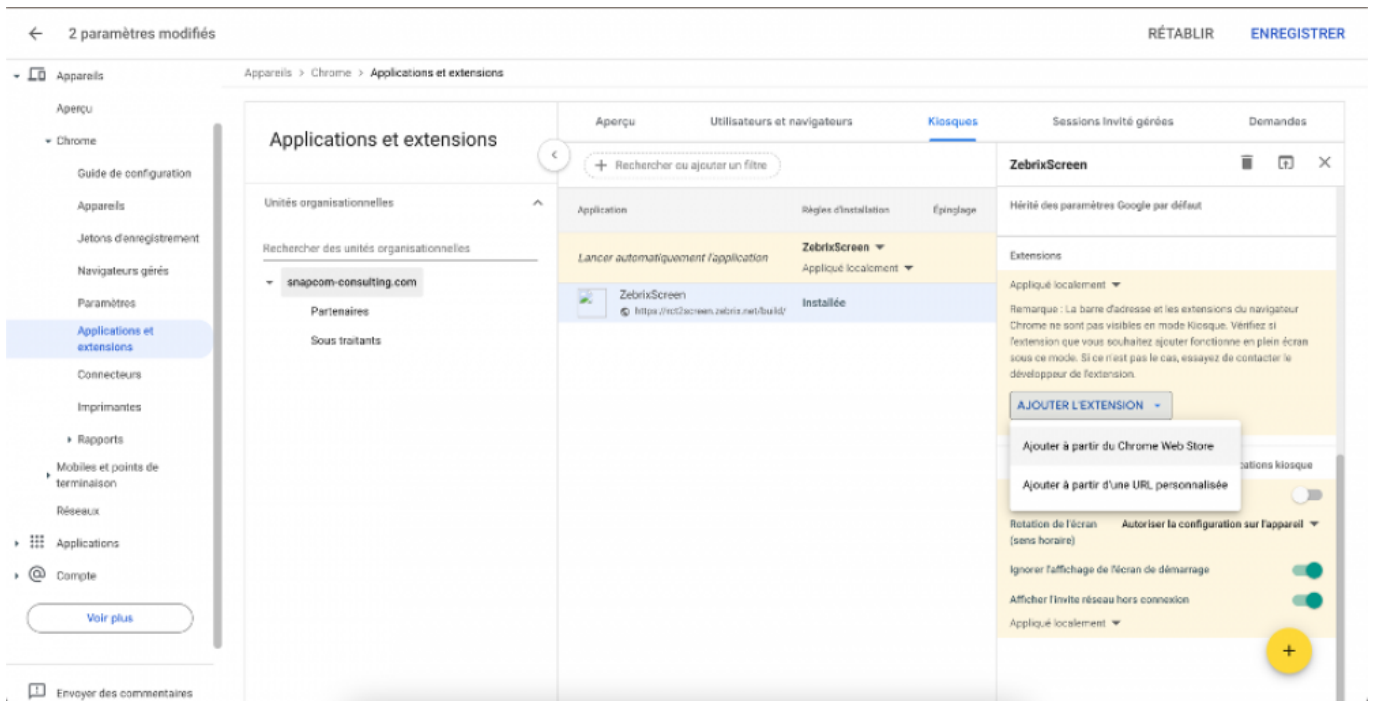 2 paramètres modifiés
RÉTABLIR
ENREGISTRER
Appareils
Aperçu
Chrome
Guide de configuration
Appareils
Jetons d'enregistrement
Navigateurs gérés
Paramètres
Applications et
extensions
Connecteurs
Imprimantes
Rapports
Mobiles et points de
terminaison
Réseaux
Applications
@ Compte
Voir plus
Envoyer des commentaires
Appareils > Chrome > Applications et extensions
Applications et extensions
Unités organisationnelles
Rechercher des unités organisationnelles
snapcom-consulting.com
Partenaires
Sous traitants
Aperçu
Utilisateurs et navigateurs
Kiosques
Sessions Invité gérées
Demandes
+ Rechercher ou ajouter un filtre
Application
Règles d'installation
Épinglage
Lancer automatiquement l'application
ZebrixScreen
Appliqué localement
ZebrixScreen
https://rct2screen.zebrix.net/build/
Installée
ZebrixScreen
Hérité des paramètres Google par défaut
Extensions
Appliqué localement
Remarque : La barre d'adresse et les extensions du navigateur
Chrome ne sont pas visibles en mode Kiosque. Vérifiez si
l'extension que vous souhaitez ajouter fonctionne en plein écran
sous ce mode. Si ce n'est pas le cas, essayez de contacter le
développeur de l'extension.
AJOUTER L'EXTENSION
Ajouter à partir du Chrome Web Store
Ajouter à partir d'une URL personnalisée
kiosque
Rotation de l'écran
(sens horaire)
Autoriser la configuration sur l'appareil
Ignorer l'affichage de l'écran de démarrage
Afficher l'invite réseau hors connexion
Appliqué localement
+